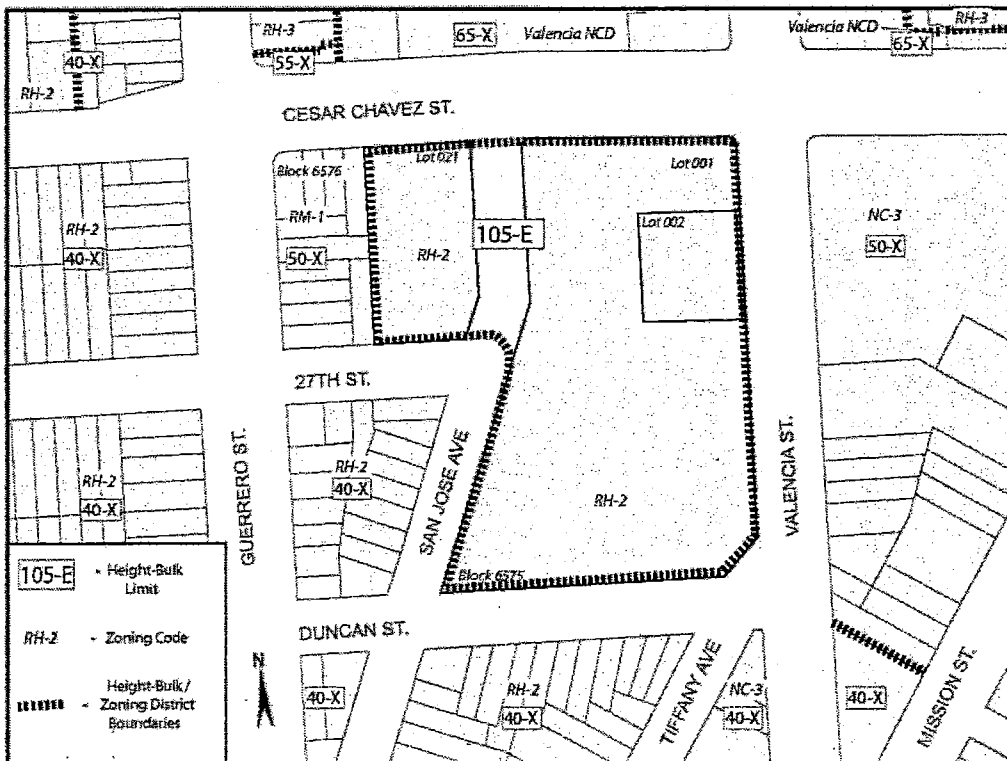 RH-3
40-X
55-X
65-X
Valencia NCD
Valencia NCD
RH-3
65-X
RH-2
CESAR CHAVEZ ST.
Block 6576
Lot 021
Lot 001
RM-1
50-X
RH-2
40-X
RH-2
105-E
Lot 002
NC-3
50-X
27TH ST.
GUERRERO ST.
RH-2
40-X
RH-2
40-X
SAN JOSE AVE
RH-2
VALENCIA ST.
Block 6575
DUNCAN ST.
40-X
RH-2
40-X
TIFFANY AVE
NC-3
40-X
40-X
MISSION ST.
105-E - Height-Bulk
Limit
RH-2 - Zoning Code
- Height-Bulk /
Zoning District
Boundaries
N